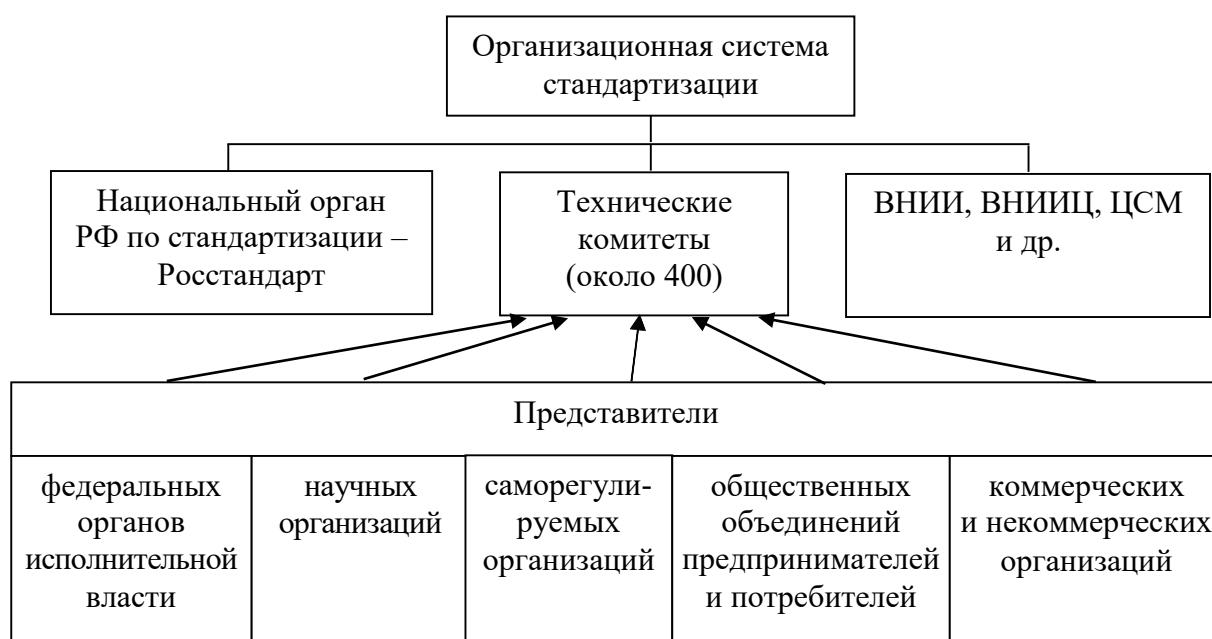 Организационная система
стандартизации
Национальный орган
РФ по стандартизации –
Росстандарт
Технические
комитеты
(около 400)
ВНИИ, ВНИИЦ, ЦСМ
и др.
Представители
федеральных
органов
исполнительной
власти
научных
организаций
саморегули-
руемых
организаций
общественных
объединений
предпринимателей
и потребителей
коммерческих
и некоммерческих
организаций